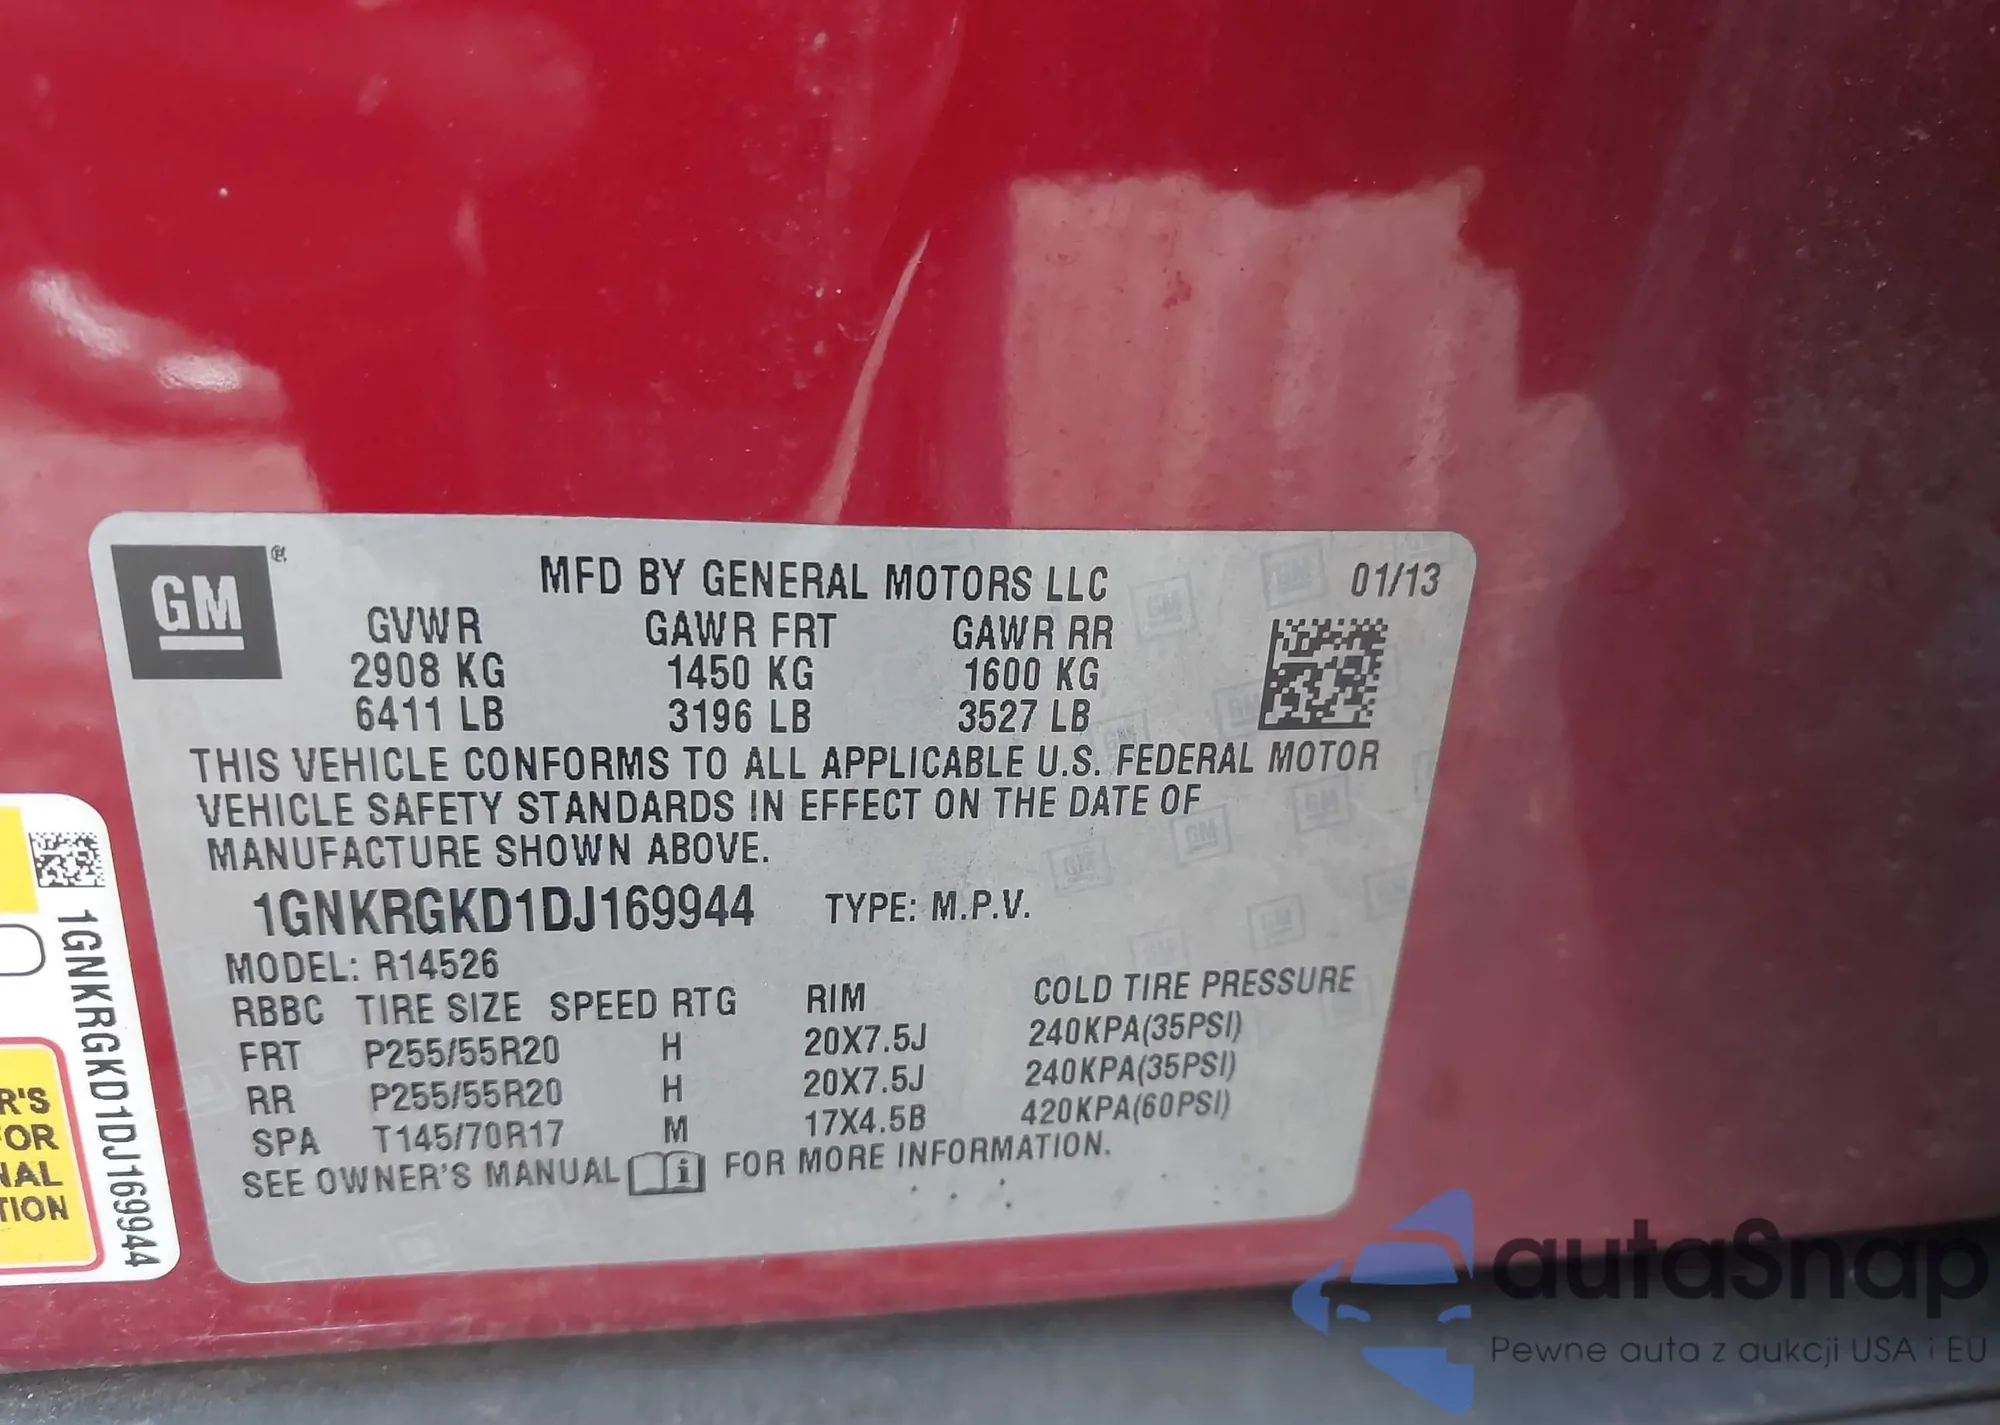 GM ®
MFD BY GENERAL MOTORS LLC 01/13
GVWR GAWR FRT GAWR RR
2908 KG 1450 KG 1600 KG
6411 LB 3196 LB 3527 LB
THIS VEHICLE CONFORMS TO ALL APPLICABLE U.S. FEDERAL MOTOR
VEHICLE SAFETY STANDARDS IN EFFECT ON THE DATE OF
MANUFACTURE SHOWN ABOVE.
1GNKRGKD1DJ169944 TYPE: M.P.V.
MODEL: R14526
RBBC TIRE SIZE SPEED RTG RIM COLD TIRE PRESSURE
FRT P255/55R20 H 20X7.5J 240KPA(35PSI)
RR P255/55R20 H 20X7.5J 240KPA(35PSI)
SPA T145/70R17 M 17X4.5B 420KPA(60PSI)
SEE OWNER'S MANUAL i FOR MORE INFORMATION.
1GNKRGKD1DJ169944
R'S
FOR
NAL
TION
autaSnap
Pewne auta z aukcji USA i EU